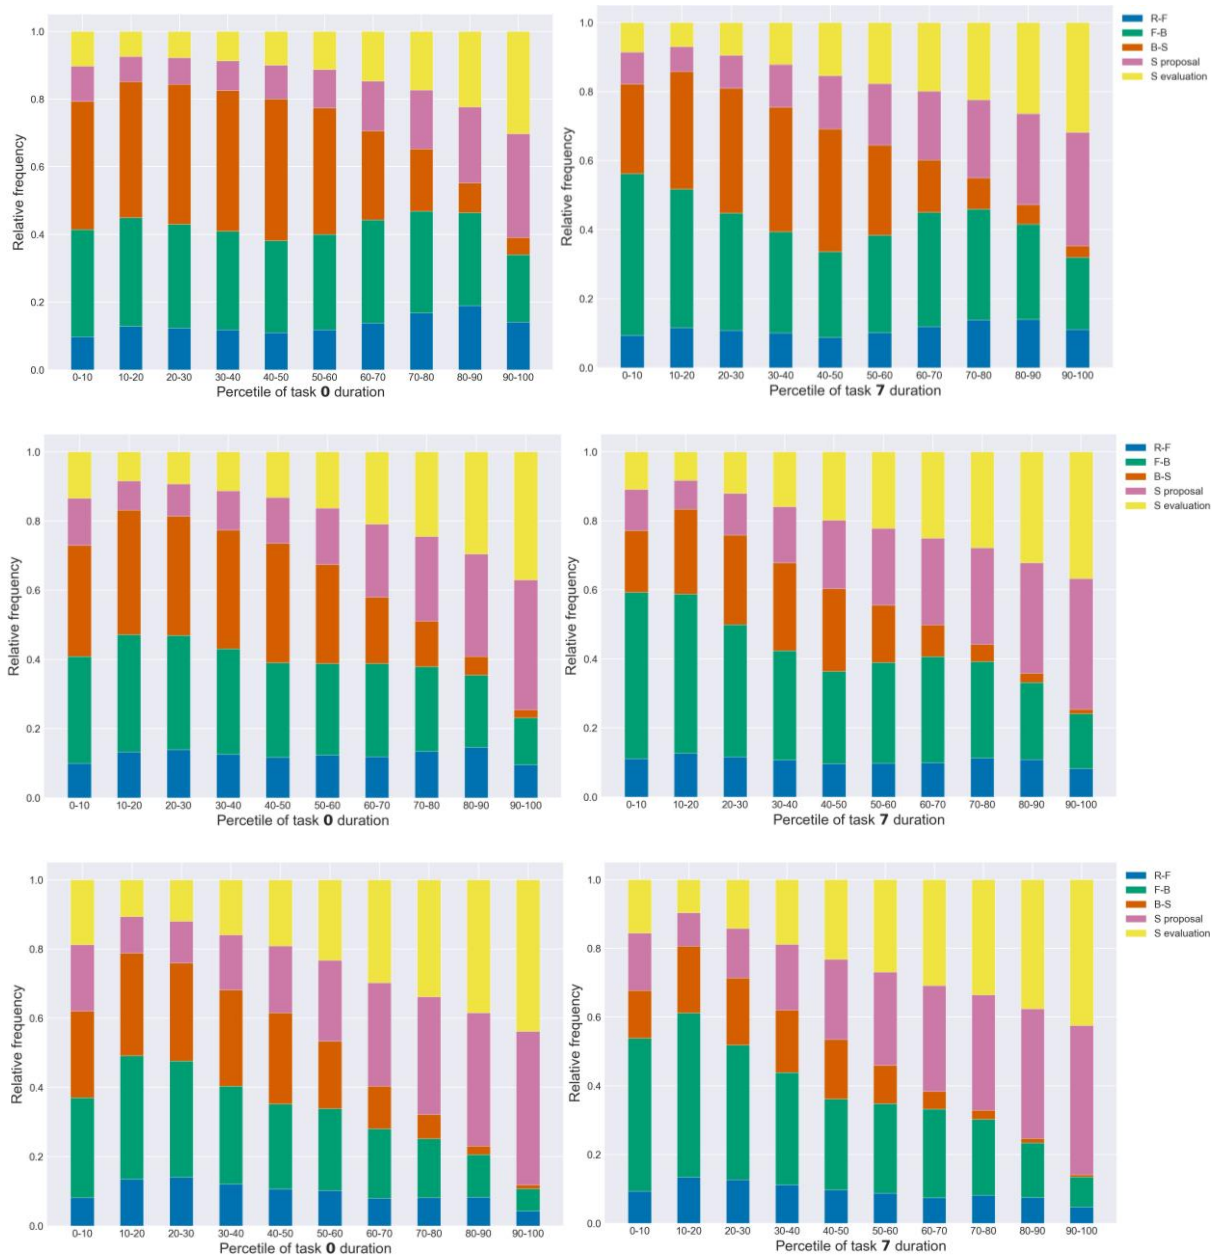 1.0
0.8
0.6
0.4
0.2
0.0
Relative frequency
0-10 10-20 20-30 30-40 40-50 50-60 60-70 70-80 80-90 90-100
Percetile of task 0 duration
1.0
0.8
0.6
0.4
0.2
0.0
Relative frequency
0-10 10-20 20-30 30-40 40-50 50-60 60-70 70-80 80-90 90-100
Percetile of task 7 duration
R-F
F-B
B-S
S proposal
S evaluation
1.0
0.8
0.6
0.4
0.2
0.0
Relative frequency
0-10 10-20 20-30 30-40 40-50 50-60 60-70 70-80 80-90 90-100
Percetile of task 0 duration
1.0
0.8
0.6
0.4
0.2
0.0
Relative frequency
0-10 10-20 20-30 30-40 40-50 50-60 60-70 70-80 80-90 90-100
Percetile of task 7 duration
R-F
F-B
B-S
S proposal
S evaluation
1.0
0.8
0.6
0.4
0.2
0.0
Relative frequency
0-10 10-20 20-30 30-40 40-50 50-60 60-70 70-80 80-90 90-100
Percetile of task 0 duration
1.0
0.8
0.6
0.4
0.2
0.0
Relative frequency
0-10 10-20 20-30 30-40 40-50 50-60 60-70 70-80 80-90 90-100
Percetile of task 7 duration
R-F
F-B
B-S
S proposal
S evaluation